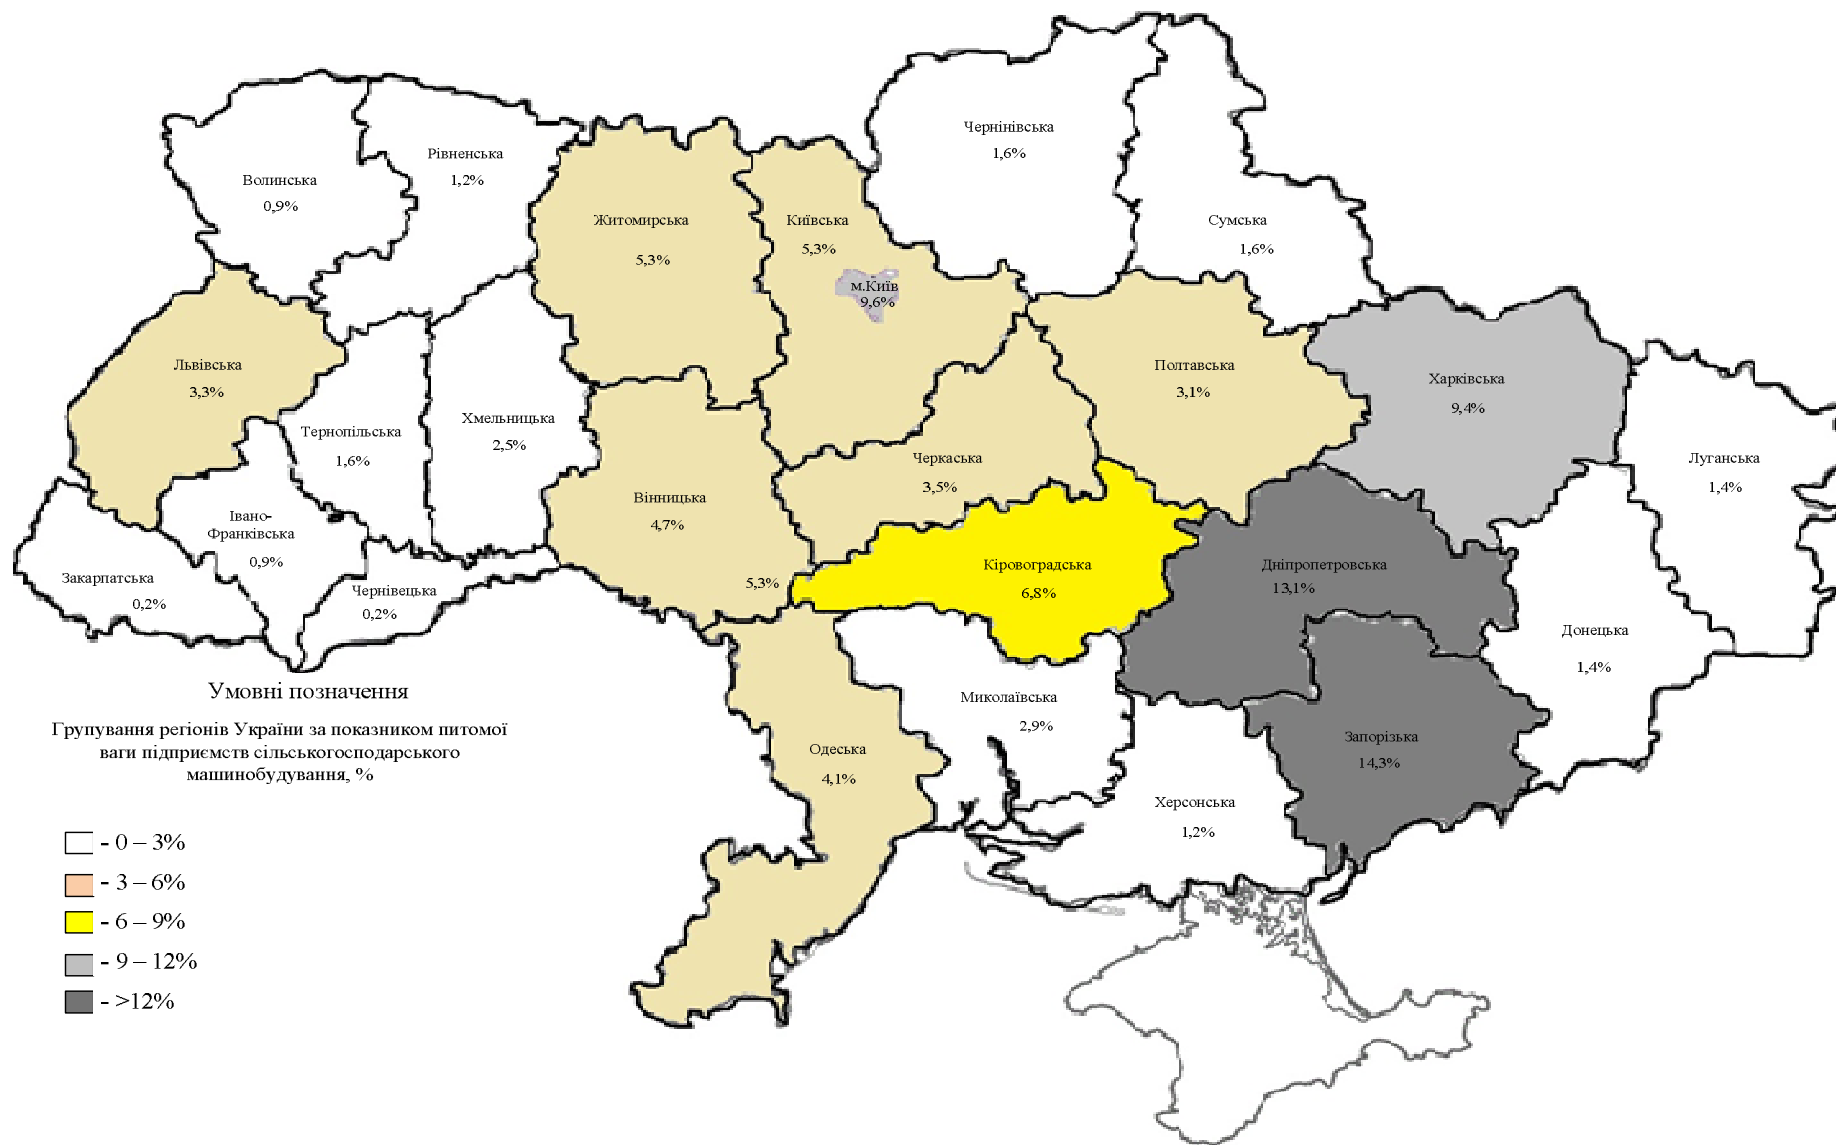 Чернінівська
1,6%
Рівненська
1,2%
Волинська
0,9%
Житомирська
5,3%
Київська
5,3%
м.Київ
9,6%
Сумська
1,6%
Львівська
3,3%
Тернопільська
1,6%
Хмельницька
2,5%
Полтавська
3,1%
Харківська
9,4%
Луганська
1,4%
Черкаська
3,5%
Вінницька
4,7%
5,3%
Івано-
Франківська
0,9%
Закарпатська
0,2%
Чернівецька
0,2%
Кіровоградська
6,8%
Дніпропетровська
13,1%
Донецька
1,4%
Миколаївська
2,9%
Запорізька
14,3%
Одеська
4,1%
Херсонська
1,2%
Умовні позначення
Групування регіонів України за показником питомої
ваги підприємств сільськогосподарського
машинобудування, %
- 0 – 3%
- 3 – 6%
- 6 – 9%
- 9 – 12%
- >12%